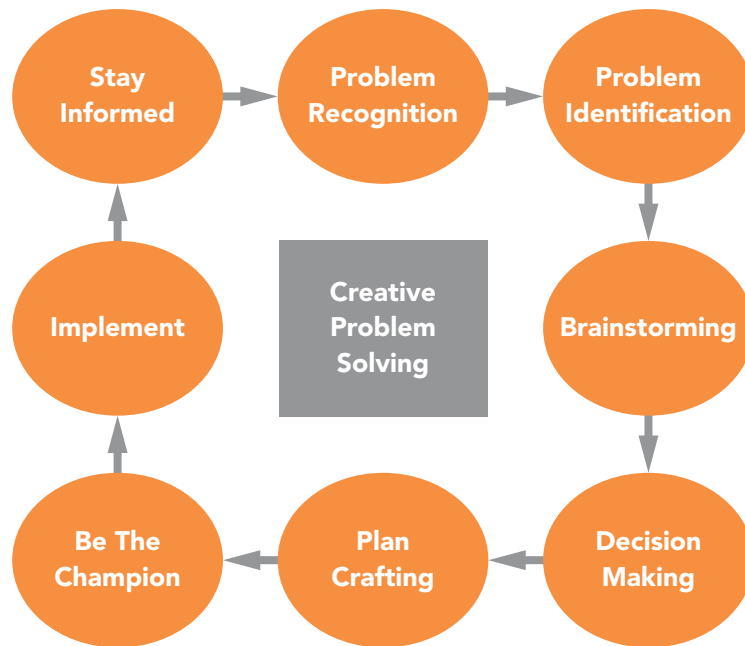 Stay
Informed
Problem
Recognition
Problem
Identification
Implement
Creative
Problem
Solving
Brainstorming
Be The
Champion
Plan
Crafting
Decision
Making